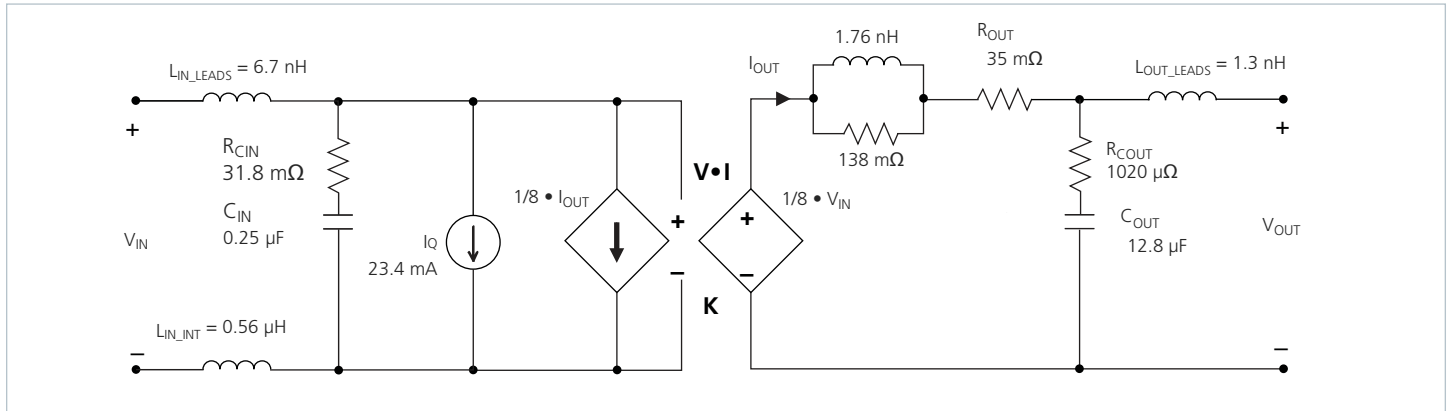 L_IN_LEADS = 6.7 nH
+
R_CIN
31.8 mΩ
C_IN
0.25 µF
V_IN
I_Q
23.4 mA
1/8 • I_OUT
+
–
V•I
K
L_IN_INT = 0.56 µH
–
1/8 • V_IN
+
–
I_OUT
1.76 nH
138 mΩ
R_OUT
35 mΩ
L_OUT_LEADS = 1.3 nH
+
R_COUT
1020 µΩ
C_OUT
12.8 µF
V_OUT
–